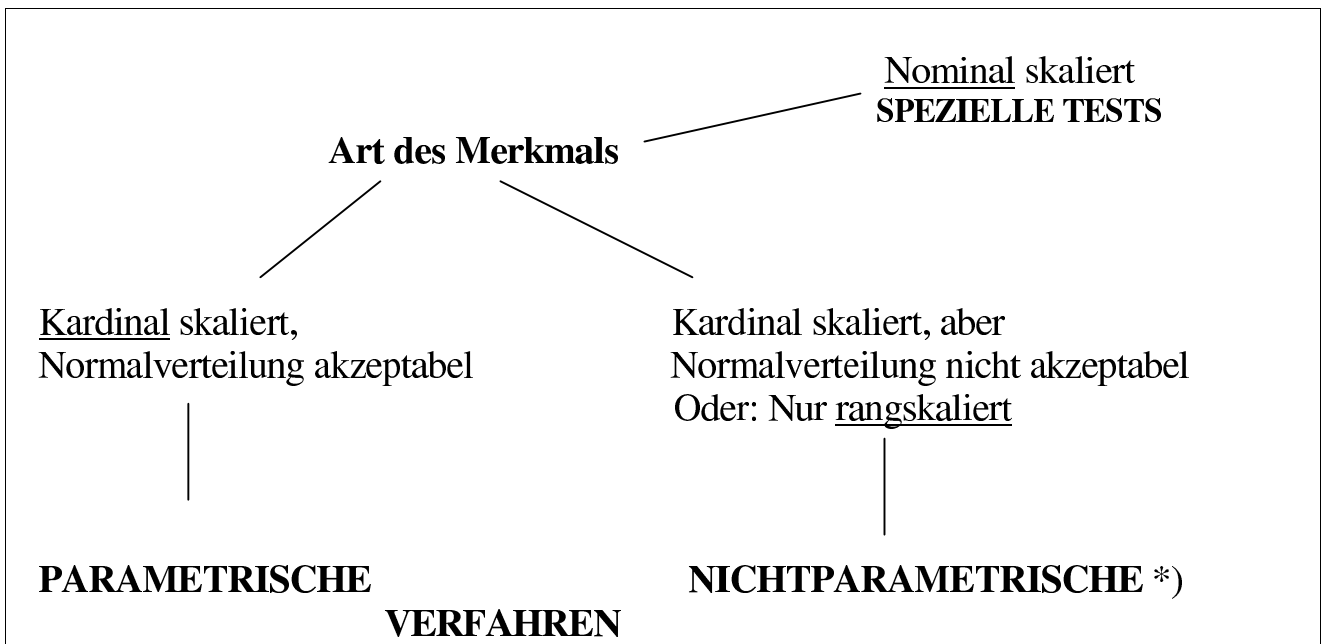 Nominal skaliert
SPEZIELLE TESTS
Art des Merkmals
Kardinal skaliert,
Normalverteilung akzeptabel
Kardinal skaliert, aber
Normalverteilung nicht akzeptabel
Oder: Nur rangskaliert
PARAMETRISCHE
NICHTPARAMETRISCHE *)
VERFAHREN